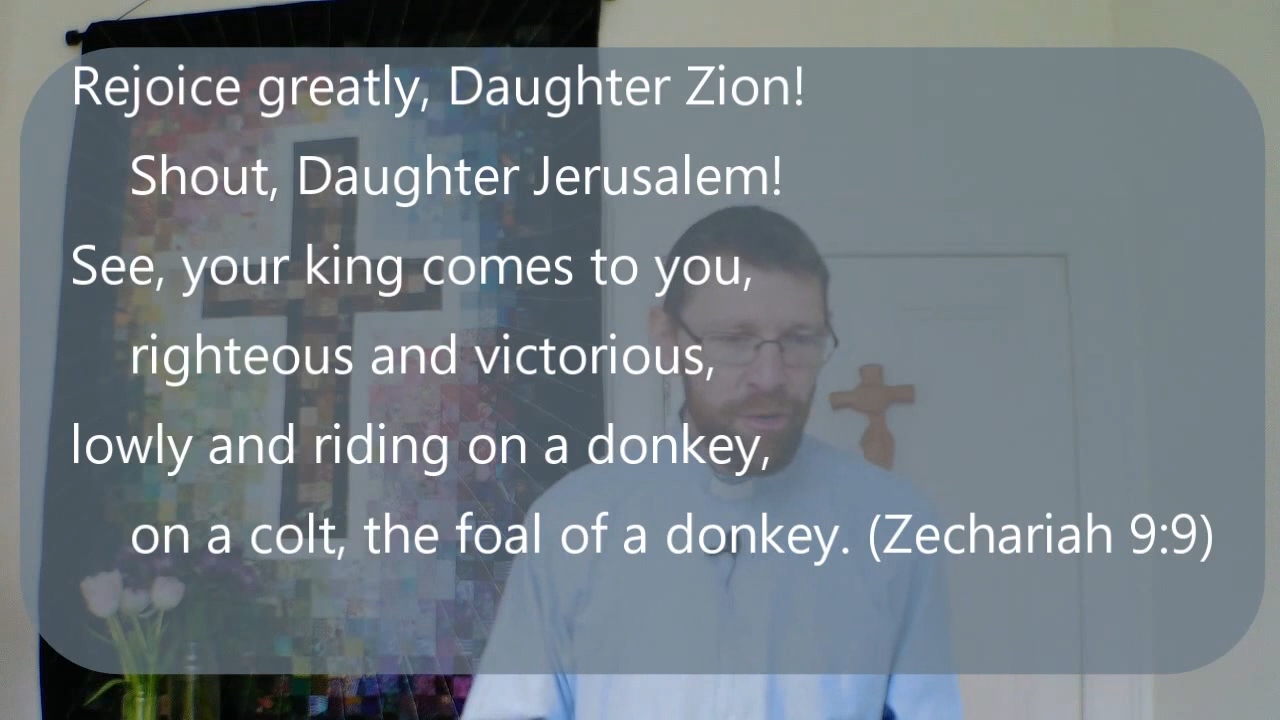 Rejoice greatly, Daughter Zion!
Shout, Daughter Jerusalem!
See, your king comes to you,
righteous and victorious,
lowly and riding on a donkey,
on a colt, the foal of a donkey. (Zechariah 9:9)